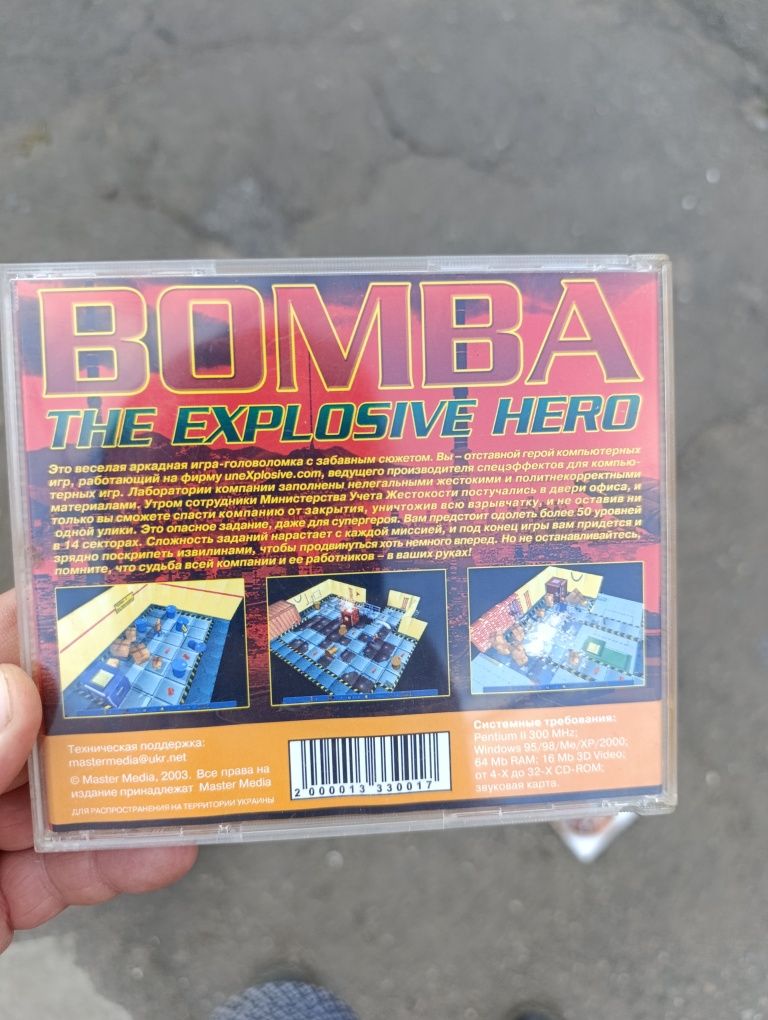 BOMBA
THE EXPLOSIVE HERO
Это веселая аркадная игра-головоломка с забавным сюжетом. Вы – отставной герой компьютерных
игр, работающий на фирму uneXplosive.com, ведущего производителя спецэффектов для компью-
терных игр. Лаборатории компании заполнены нелегальными жестокими и политнекорректными
материалами. Утром сотрудники Министерства Учета Жестокости постучались в двери офиса, и
только вы сможете спасти компанию от закрытия, уничтожив всю взрывчатку, и не оставив ни
одной улики. Это опасное задание, даже для супергероя. Вам предстоит одолеть более 50 уровней
в 14 секторах. Сложность заданий нарастает с каждой миссией, и под конец игры вам придется и
зрядно поскрипеть извилинами, чтобы продвинуться хоть немного вперед. Но не останавливайтесь,
помните, что судьба всей компании и ее работников – в ваших руках!
Техническая поддержка:
mastermedia@ukr.net
© Master Media, 2003. Все права на
издание принадлежат Master Media
ДЛЯ РАСПРОСТРАНЕНИЯ НА ТЕРРИТОРИИ УКРАИНЫ
2 000013 330017
Системные требования:
Pentium II 300 MHz;
Windows 95/98/Me/XP/2000;
64 Mb RAM; 16 Mb 3D Video;
от 4-X до 32-X CD-ROM;
звуковая карта.